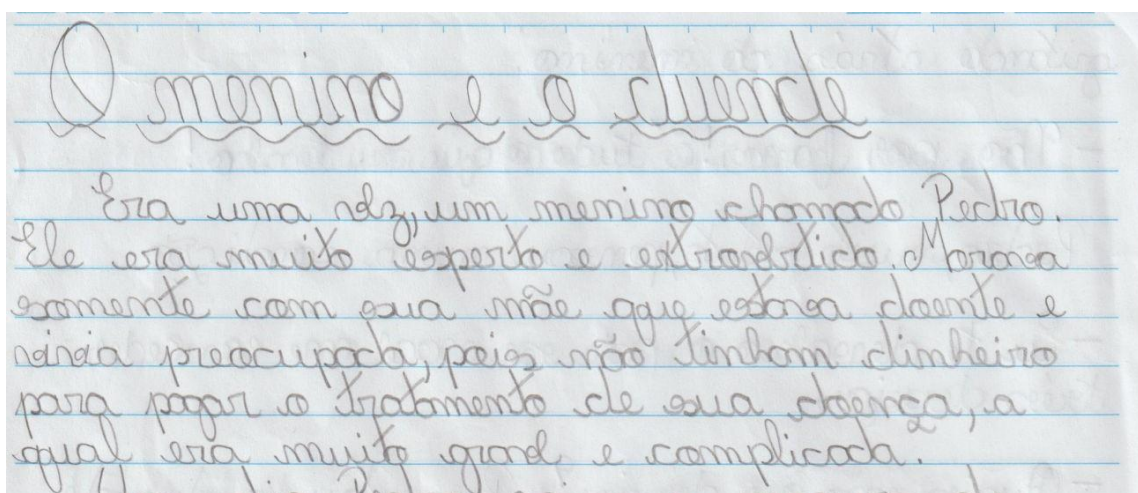 O menino e o duende
Era uma vez, um menino chamado Pedro.
Ele era muito esperto e extrovertido. Morava
somente com sua mãe que estava doente e
vivia preocupada, pois não tinham dinheiro
para pagar o tratamento de sua doença, a
qual era muito grave e complicada.